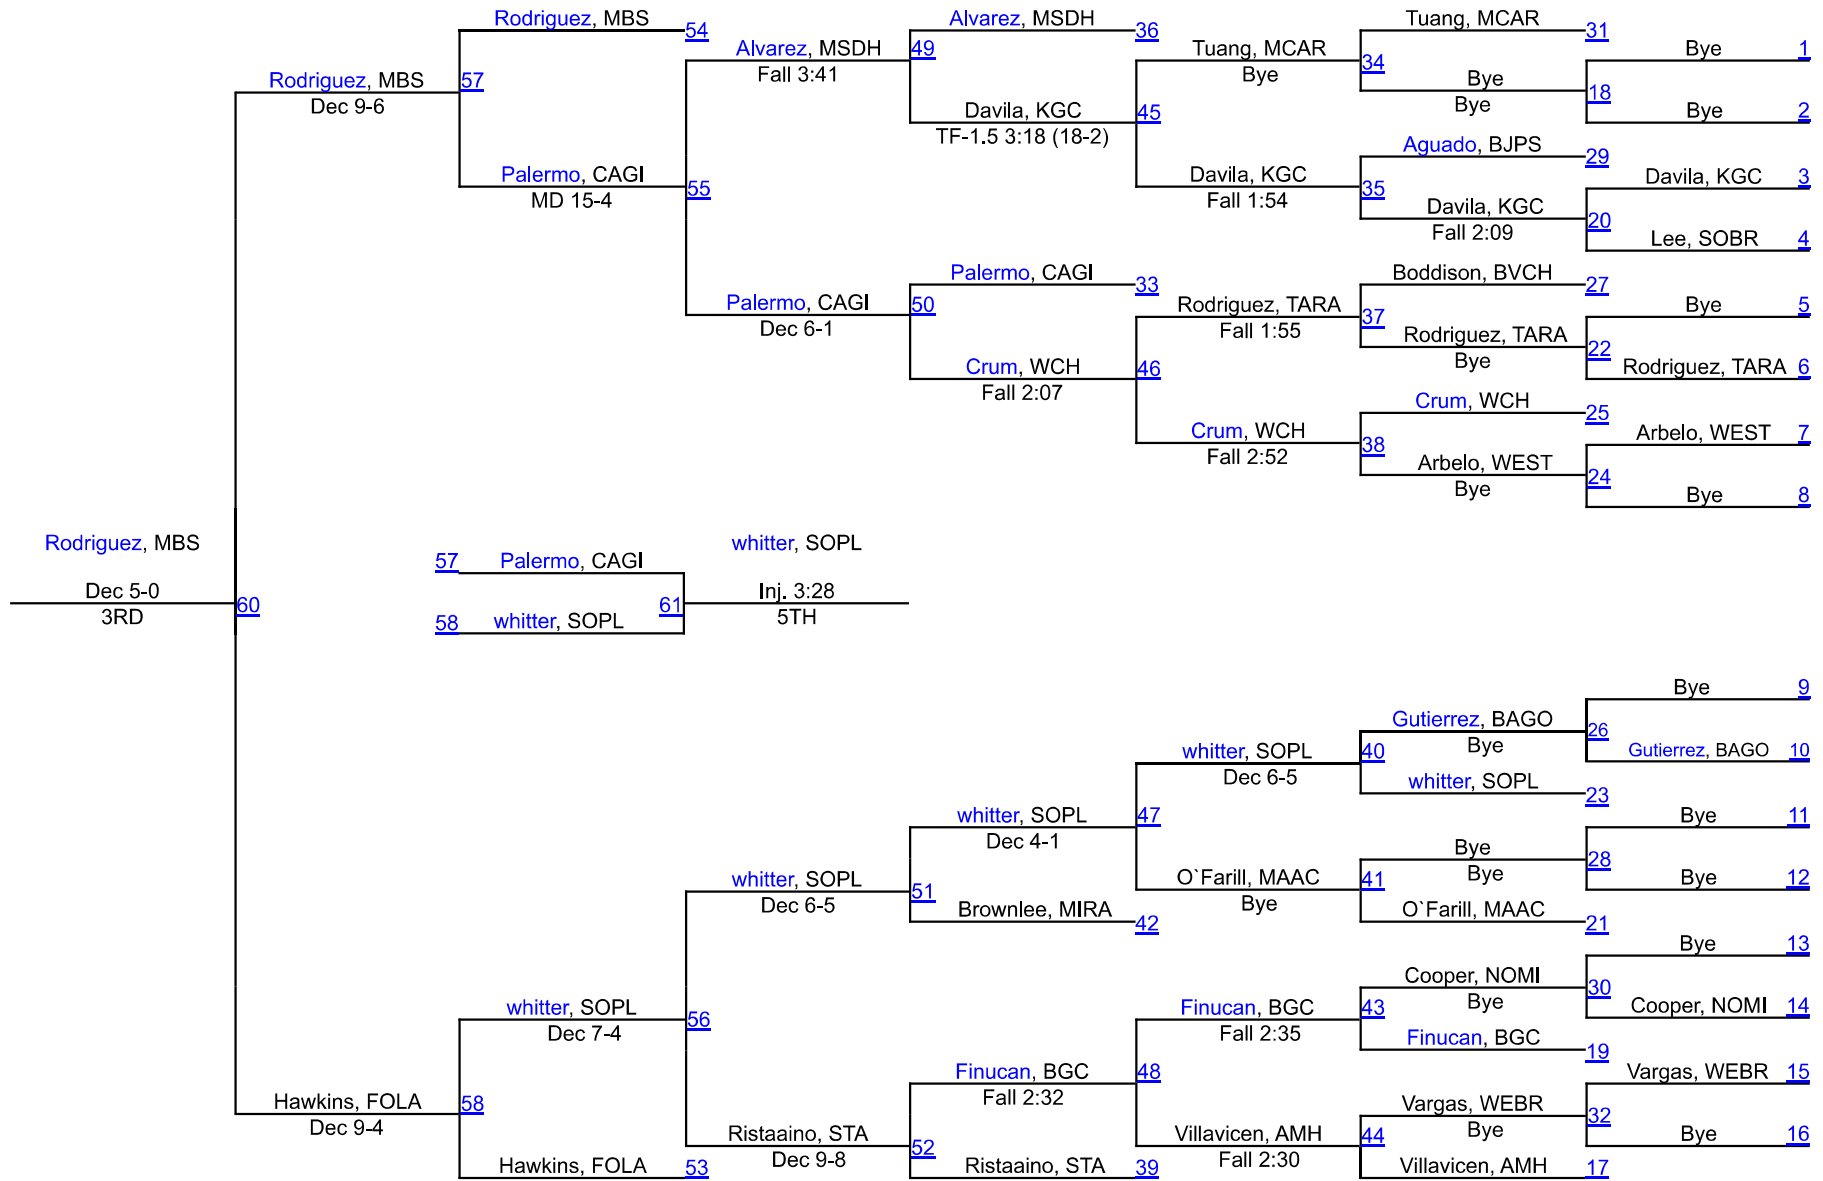 Rodriguez, MBS
54
Alvarez, MSDH
36
Tuang, MCAR
31
Alvarez, MSDH
49
Tuang, MCAR
Bye
1
Fall 3:41
Bye
34
Rodriguez, MBS
57
Bye
18
Dec 9-6
Bye
Davila, KGC
45
Bye
2
TF-1.5 3:18 (18-2)
Aguado, BJPS
29
Palermo, CAGI
55
Davila, KGC
35
Davila, KGC
3
MD 15-4
Fall 1:54
Davila, KGC
20
Fall 2:09
Lee, SOBR
4
Palermo, CAGI
33
Boddison, BVCH
27
Palermo, CAGI
50
Rodriguez, TARA
37
Bye
5
Dec 6-1
Fall 1:55
Rodriguez, TARA
22
Bye
Crum, WCH
46
Rodriguez, TARA
6
Fall 2:07
Crum, WCH
25
Crum, WCH
38
Arbelo, WEST
7
Fall 2:52
Arbelo, WEST
24
Bye
Bye
8
Rodriguez, MBS
whitter, SOPL
57
Palermo, CAGI
Dec 5-0
60
61
Inj. 3:28
3RD
58
whitter, SOPL
5TH
Bye
9
Gutierrez, BAGO
26
Bye
whitter, SOPL
40
Gutierrez, BAGO
10
Dec 6-5
whitter, SOPL
23
whitter, SOPL
47
Bye
11
Dec 4-1
Bye
28
Bye
whitter, SOPL
51
O`Farill, MAAC
41
Bye
12
Dec 6-5
Bye
Brownlee, MIRA
42
O`Farill, MAAC
21
Bye
13
Cooper, NOMI
30
Bye
whitter, SOPL
56
Finucan, BGC
43
Cooper, NOMI
14
Dec 7-4
Fall 2:35
Finucan, BGC
19
Finucan, BGC
48
Vargas, WEBR
15
Fall 2:32
Hawkins, FOLA
58
Vargas, WEBR
32
Dec 9-4
Bye
Ristaaino, STA
52
Villavicen, AMH
44
Bye
16
Dec 9-8
Fall 2:30
Hawkins, FOLA
53
Ristaaino, STA
39
Villavicen, AMH
17